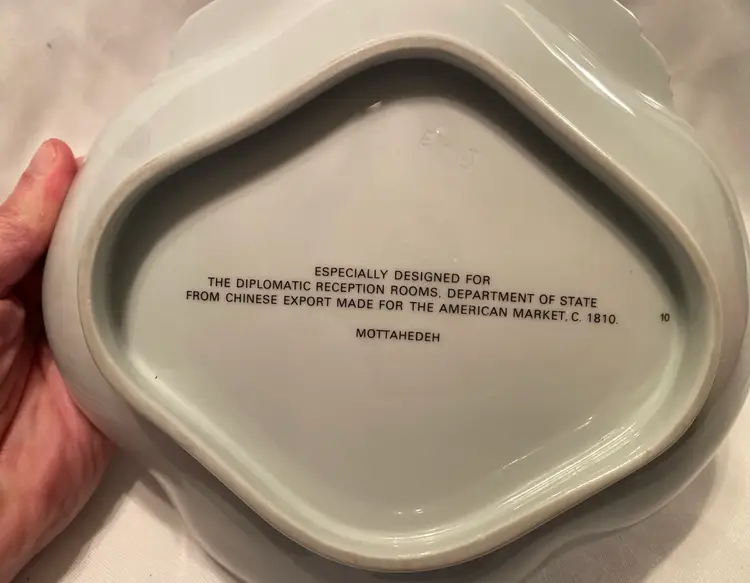 ESPECIALLY DESIGNED FOR
THE DIPLOMATIC RECEPTION ROOMS. DEPARTMENT OF STATE
FROM CHINESE EXPORT MADE FOR THE AMERICAN MARKET, C. 1810.
10
MOTTAHEDEH